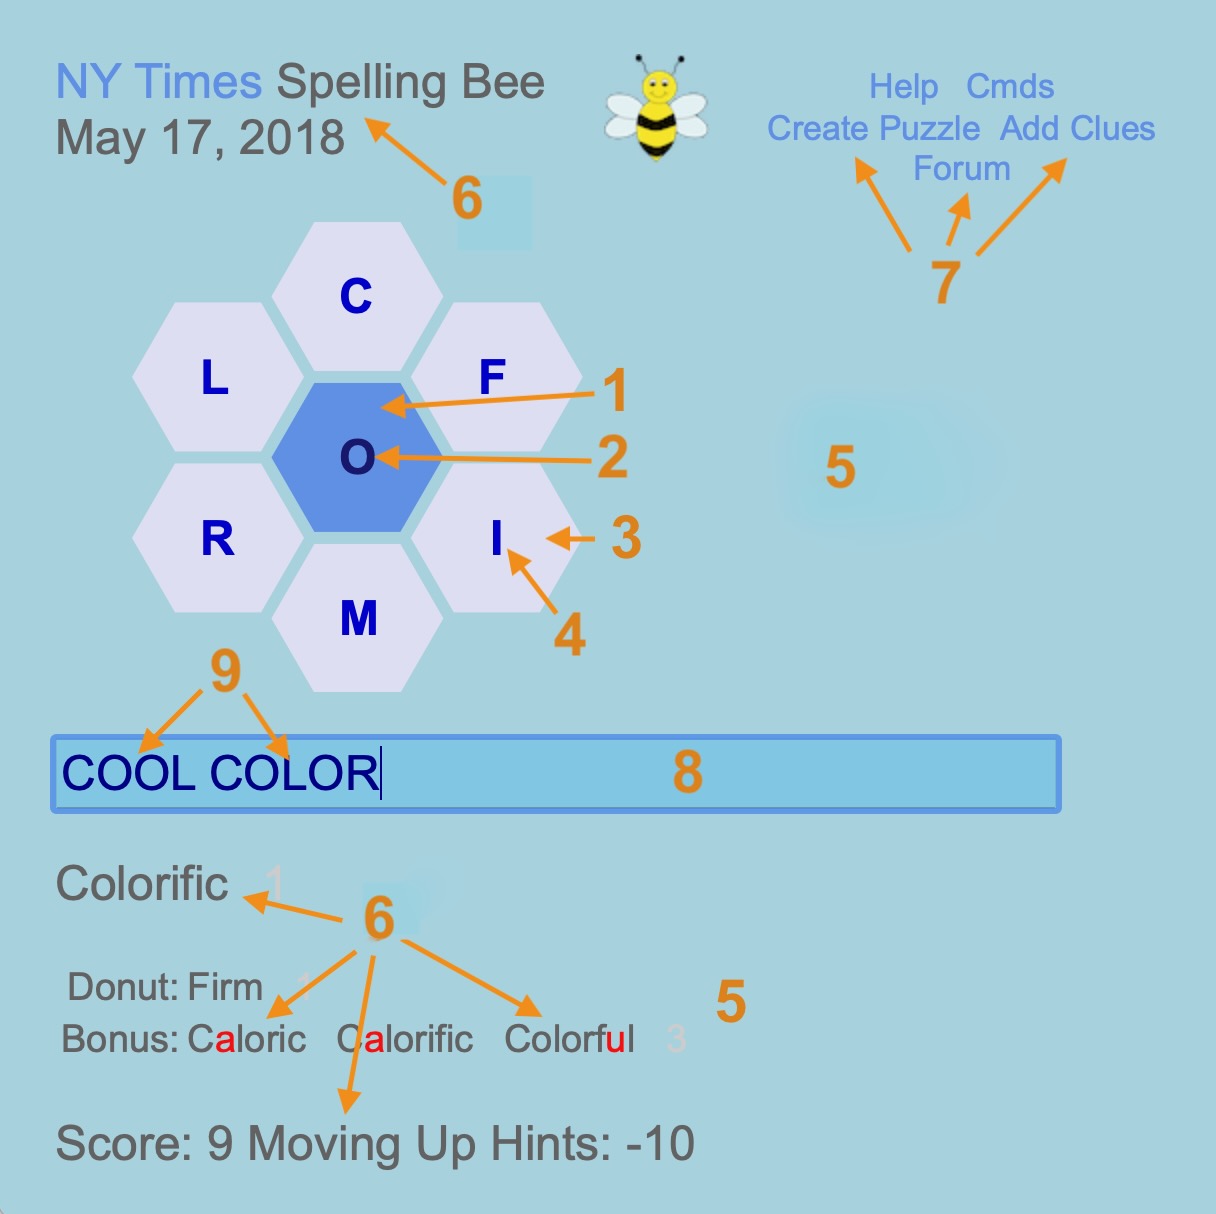 NY Times Spelling Bee
May 17, 2018
Help Cmds
Create Puzzle Add Clues
Forum
6
7
C
L
F
1
O
2
5
R
I
3
M
4
9
COOL COLOR
8
Colorific 1
6
Donut: Firm 1
5
Bonus: Caloric Calorific Colorful 3
Score: 9 Moving Up Hints: -10